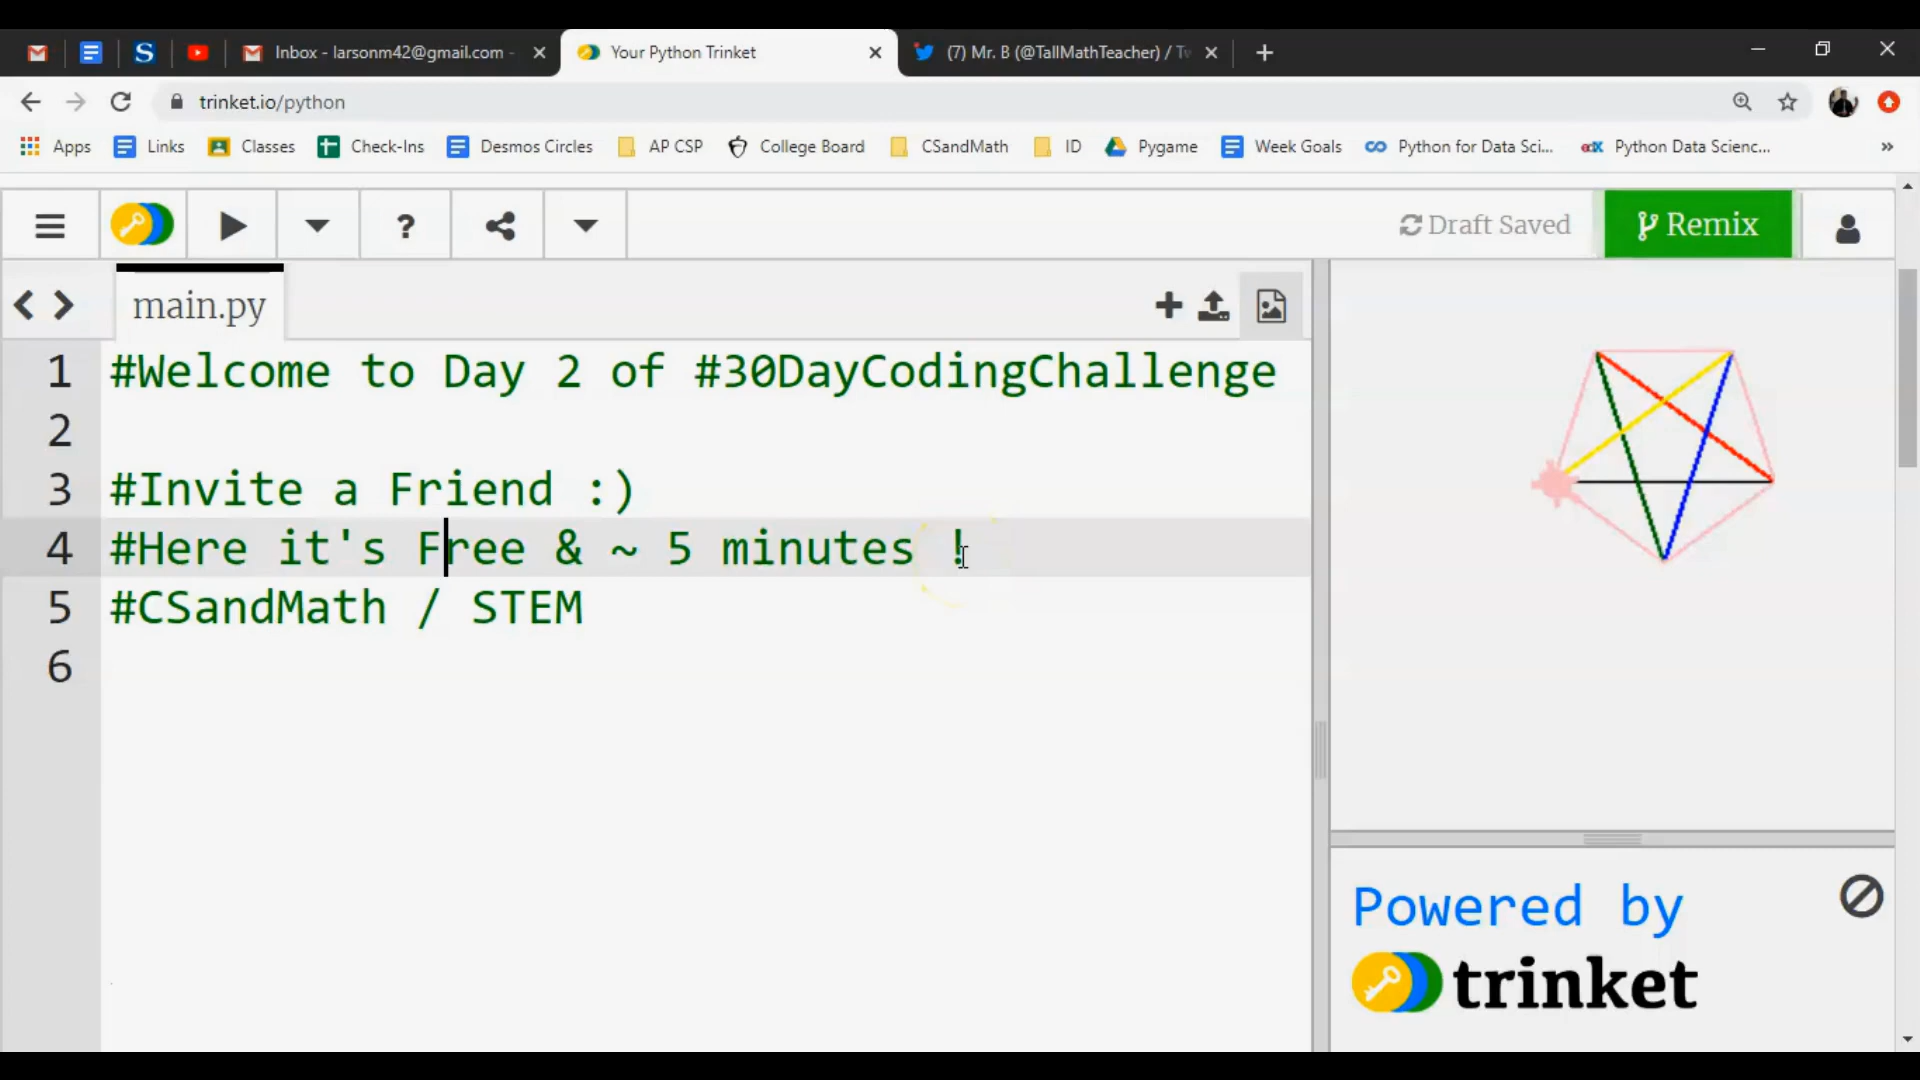 Inbox - larsonm42@gmail.com -
Your Python Trinket
(7) Mr. B (@TallMathTeacher) / Tw
trinket.io/python
Apps
Links
Classes
Check-Ins
Desmos Circles
AP CSP
College Board
CSandMath
ID
Pygame
Week Goals
Python for Data Sci...
edX
Python Data Scienc...
?
Draft Saved
Remix
main.py
1 #Welcome to Day 2 of #30DayCodingChallenge
2
3 #Invite a Friend :)
4 #Here it's Free & ~ 5 minutes !
5 #CSandMath / STEM
6
Powered by
trinket